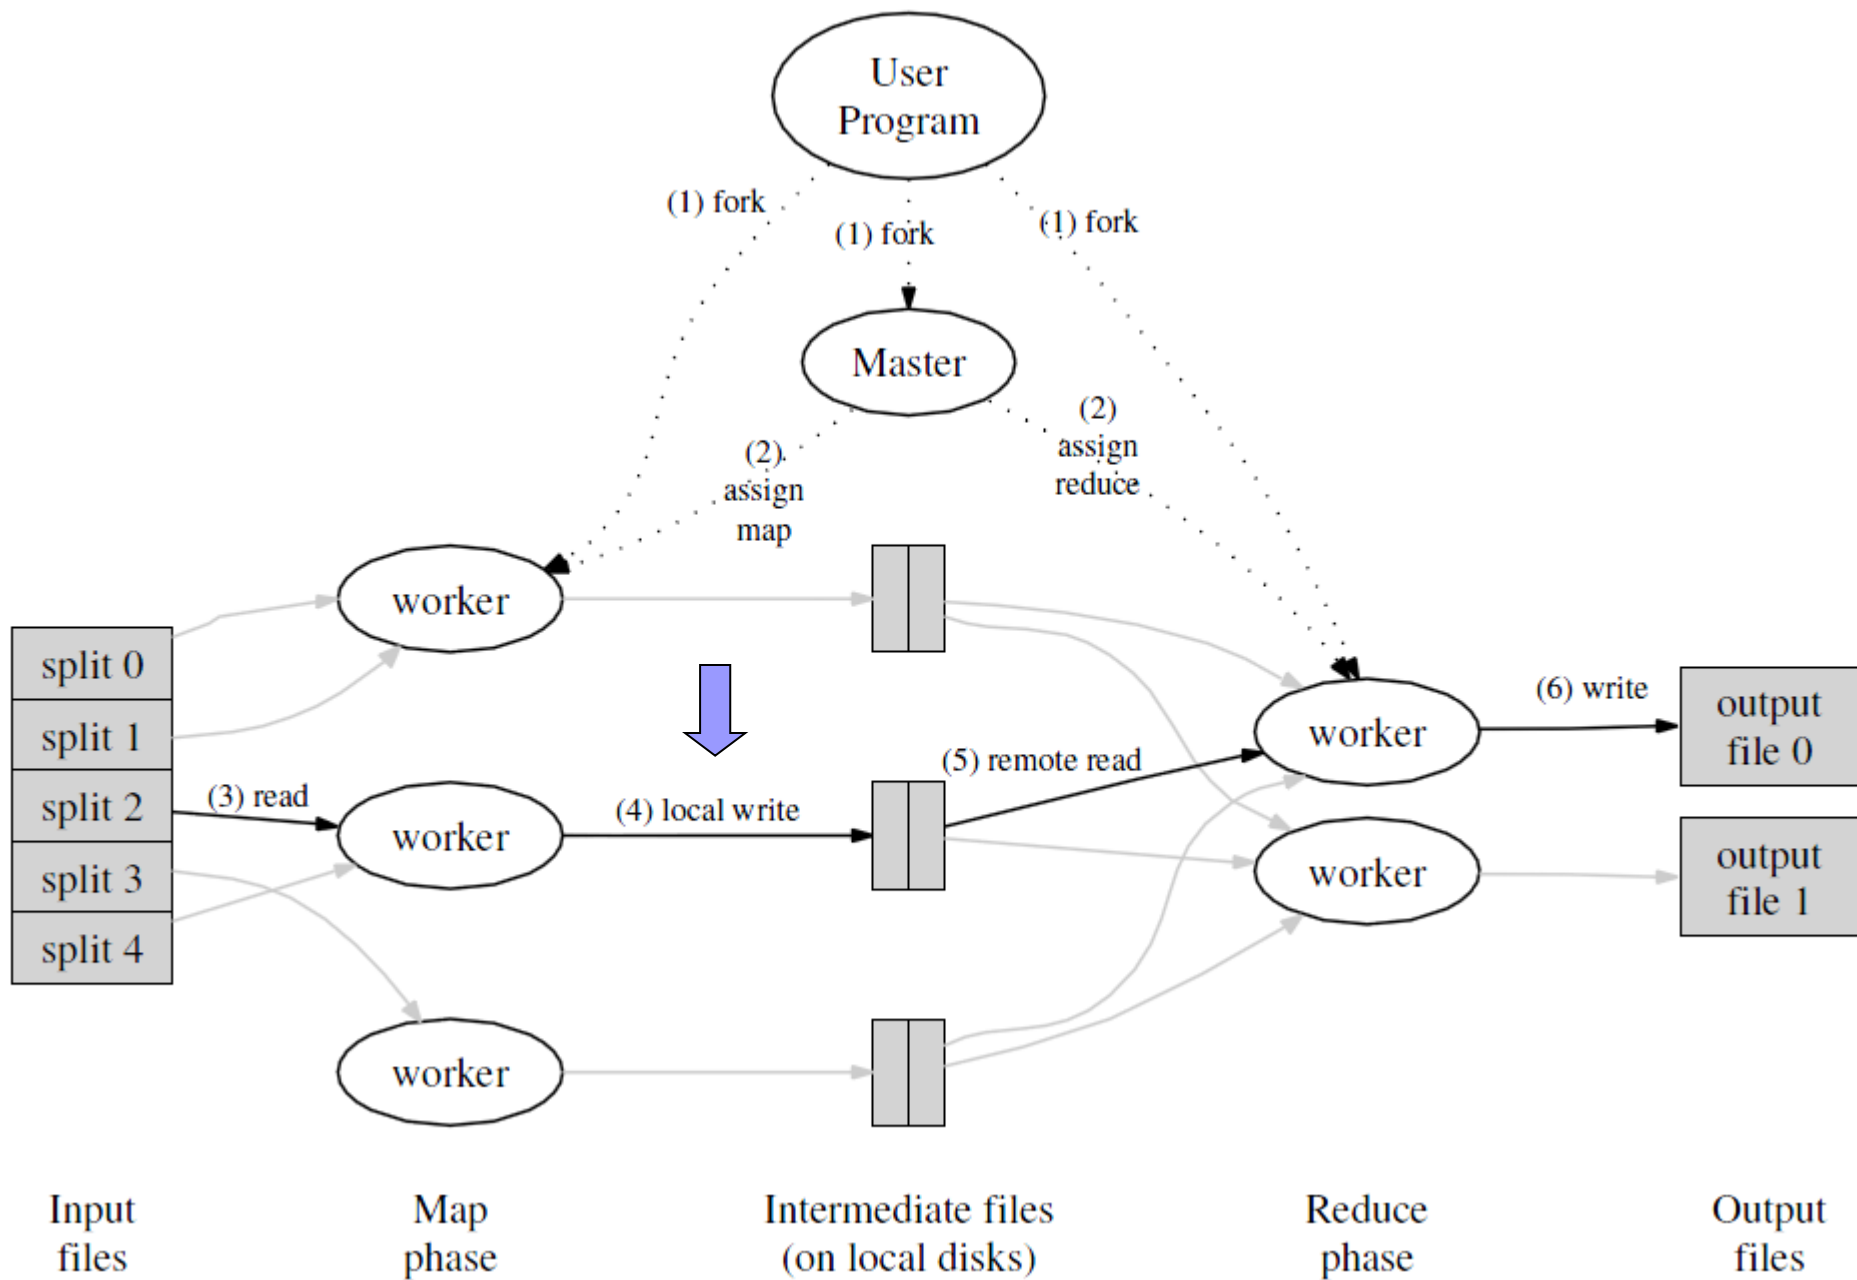 User
Program
(1) fork
(1) fork
(1) fork
Master
(2)
assign
map
(2)
assign
reduce
worker
split 0
split 1
split 2
split 3
split 4
(3) read
worker
(4) local write
(5) remote read
worker
(6) write
output
file 0
worker
output
file 1
worker
Input
files
Map
phase
Intermediate files
(on local disks)
Reduce
phase
Output
files